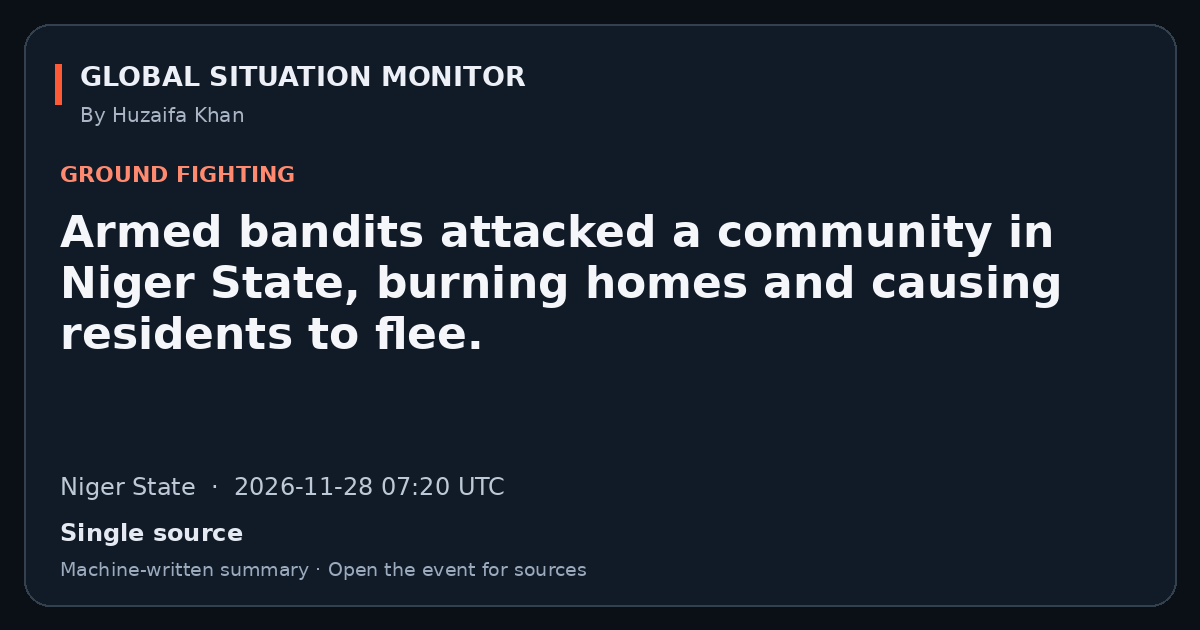 GLOBAL SITUATION MONITOR
By Huzaifa Khan
GROUND FIGHTING
Armed bandits attacked a community in
Niger State, burning homes and causing
residents to flee.
Niger State · 2026-11-28 07:20 UTC
Single source
Machine-written summary · Open the event for sources